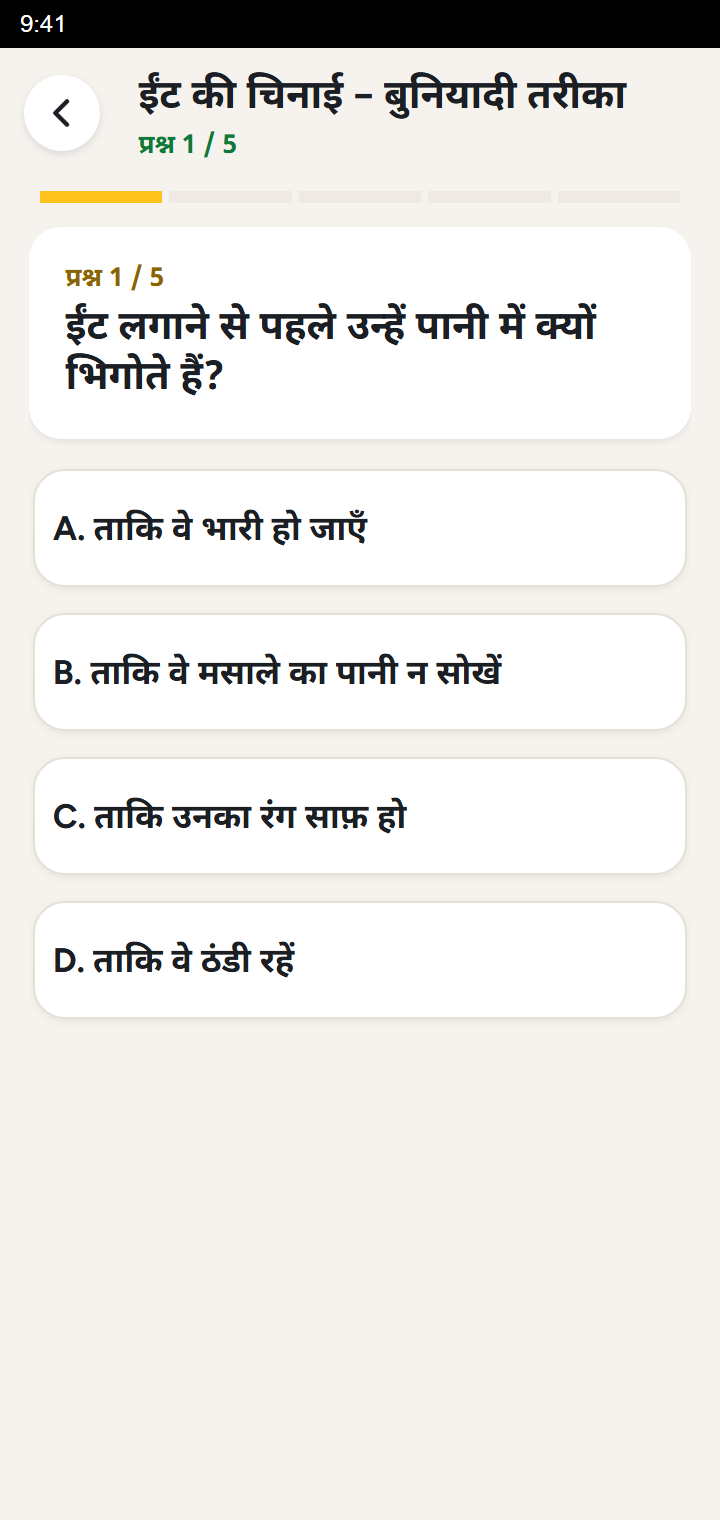 9:41
ईंट की चिनाई – बुनियादी तरीका
प्रश्न 1 / 5
प्रश्न 1 / 5
ईंट लगाने से पहले उन्हें पानी में क्यों
भिगोते हैं?
A. ताकि वे भारी हो जाएँ
B. ताकि वे मसाले का पानी न सोखें
C. ताकि उनका रंग साफ़ हो
D. ताकि वे ठंडी रहें